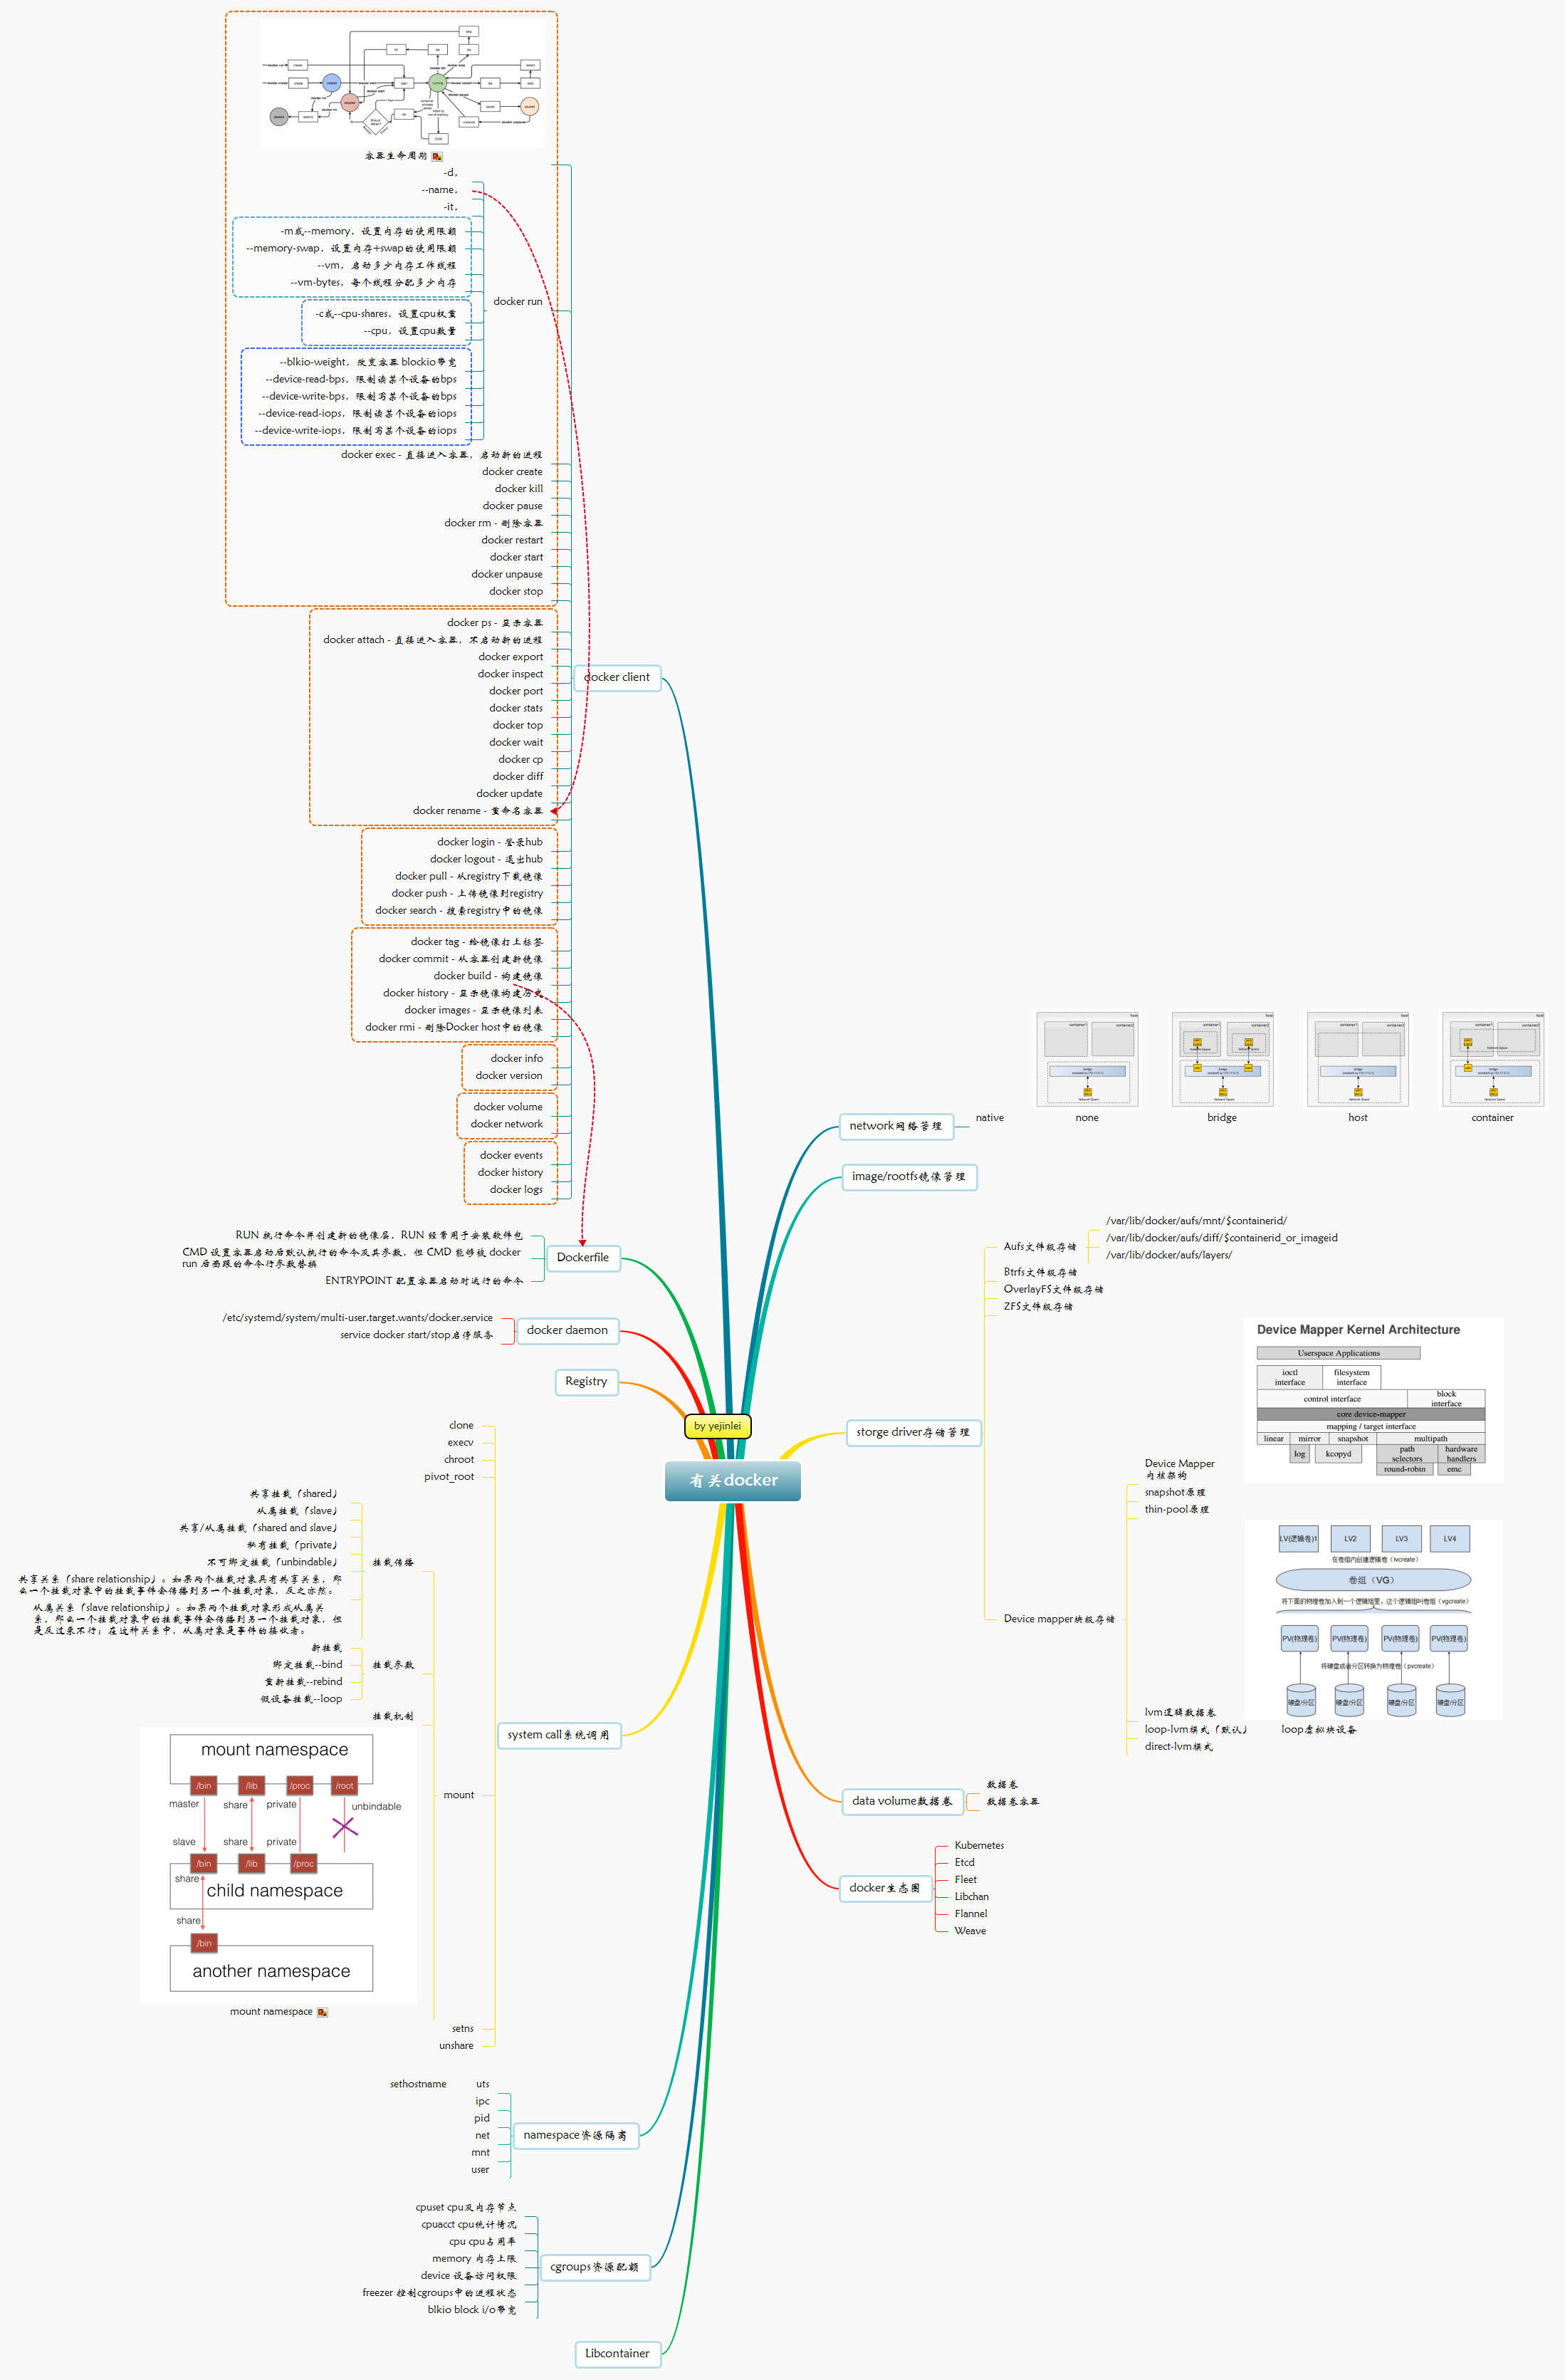 容器生命周期
-d,
--name,
-it,
-m或--memory，设置内存的使用限额
--memory-swap，设置内存+swap的使用限额
--vm，启动多少内存工作线程
--vm-bytes，每个线程分配多少内存
-c或--cpu-shares，设置cpu权重
--cpu，设置cpu数量
docker run
--blkio-weight，改变容器 blockio带宽
--device-read-bps，限制读某个设备的bps
--device-write-bps，限制写某个设备的bps
--device-read-iops，限制读某个设备的iops
--device-write-iops，限制写某个设备的iops
docker exec - 直接进入容器，启动新的进程
docker create
docker kill
docker pause
docker rm - 删除容器
docker restart
docker start
docker unpause
docker stop
docker ps - 显示容器
docker attach - 直接进入容器，不启动新的进程
docker export
docker inspect
docker port
docker stats
docker top
docker wait
docker cp
docker diff
docker update
docker rename - 重命名容器
docker client
docker login - 登录hub
docker logout - 退出hub
docker pull - 从registry下载镜像
docker push - 上传镜像到registry
docker search - 搜索registry中的镜像
docker tag - 给镜像打上标签
docker commit - 从容器创建新镜像
docker build - 构建镜像
docker history - 显示镜像构建历史
docker images - 显示镜像列表
docker rmi - 删除Docker host中的镜像
docker info
docker version
docker volume
docker network
docker events
docker history
docker logs
RUN 执行命令并创建新的镜像层，RUN 经常用于安装软件包
CMD 设置容器启动后默认执行的命令及其参数，但 CMD 能够被 docker
run 后面跟的命令行参数替换
ENTRYPOINT 配置容器启动时运行的命令
Dockerfile
/etc/systemd/system/multi-user.target.wants/docker.service
service docker start/stop启停服务
docker daemon
Registry
by yejinlei
有关docker
clone
execv
chroot
pivot_root
共享挂载（shared）
从属挂载（slave）
共享/从属挂载（shared and slave）
私有挂载（private）
不可绑定挂载（unbindable）
共享关系（share relationship）。如果两个挂载对象具有共享关系，那
么一个挂载对象中的挂载事件会传播到另一个挂载对象，反之亦然。
从属关系（slave relationship）。如果两个挂载对象形成从属关
系，那么一个挂载对象中的挂载事件会传播到另一个挂载对象，但
是反过来不行；在这种关系中，从属对象是事件的接收者。
挂载传播
新挂载
绑定挂载--bind
重新挂载--rebind
假设备挂载--loop
挂载参数
挂载机制
mount namespace
/bin
/lib
/proc
/root
master
share
private
unbindable
slave
share
private
/bin
/lib
/proc
share
child namespace
share
/bin
another namespace
mount namespace
mount
setns
unshare
system call系统调用
sethostname
uts
ipc
pid
net
mnt
user
namespace资源隔离
cpuset cpu及内存节点
cpuacct cpu统计情况
cpu cpu占用率
memory 内存上限
device 设备访问权限
freezer 控制cgroups中的进程状态
blkio block i/o带宽
cgroups资源配额
Libcontainer
network网络管理
native
none
bridge
host
container
image/rootfs镜像管理
storge driver存储管理
Aufs文件级存储
/var/lib/docker/aufs/mnt/$containerid/
/var/lib/docker/aufs/diff/$containerid_or_imageid
/var/lib/docker/aufs/layers/
Btrfs文件级存储
OverlayFS文件级存储
ZFS文件级存储
Device mapper块级存储
Device Mapper
内核架构
Device Mapper Kernel Architecture
Userspace Applications
ioctl
interface
filesystem
interface
control interface
block
interface
core device-mapper
mapping / target interface
linear
mirror
snapshot
multipath
log
kcopyd
path
selectors
hardware
handlers
round-robin
emc
snapshot原理
thin-pool原理
LV(逻辑卷)1
LV2
LV3
LV4
在卷组内创建逻辑卷（lvcreate）
卷组（VG）
将下面的物理卷加入到一个逻辑组里，这个逻辑组叫卷组（vgcreate）
PV(物理卷)
PV(物理卷)
PV(物理卷)
PV(物理卷)
将硬盘或者分区转换为物理卷（pvcreate）
硬盘/分区
硬盘/分区
硬盘/分区
硬盘/分区
lvm逻辑数据卷
loop-lvm模式（默认）
loop虚拟块设备
direct-lvm模式
data volume数据卷
数据卷
数据卷容器
docker生态圈
Kubernetes
Etcd
Fleet
Libchan
Flannel
Weave